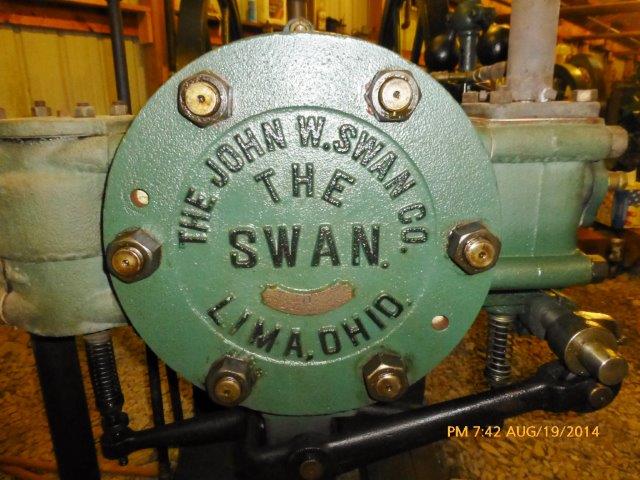 THE JOHN W. SWAN CO.
THE
SWAN.
LIMA, OHIO.
PM 7:42 AUG/19/2014